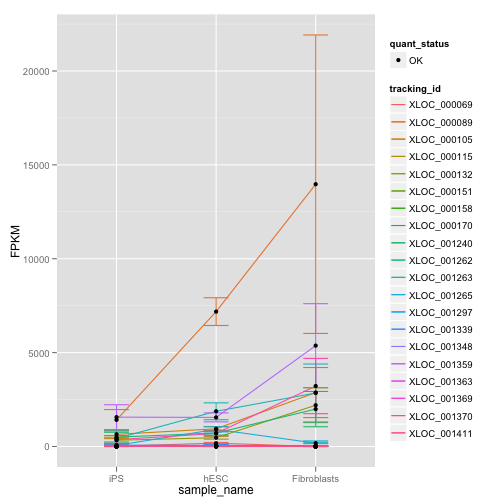 quant_status
OK
tracking_id
XLOC_000069
XLOC_000089
XLOC_000105
XLOC_000115
XLOC_000132
XLOC_000151
XLOC_000158
XLOC_000170
XLOC_001240
XLOC_001262
XLOC_001263
XLOC_001265
XLOC_001297
XLOC_001339
XLOC_001348
XLOC_001359
XLOC_001363
XLOC_001369
XLOC_001370
XLOC_001411
FPKM
20000
15000
10000
5000
0
iPS hESC Fibroblasts
sample_name